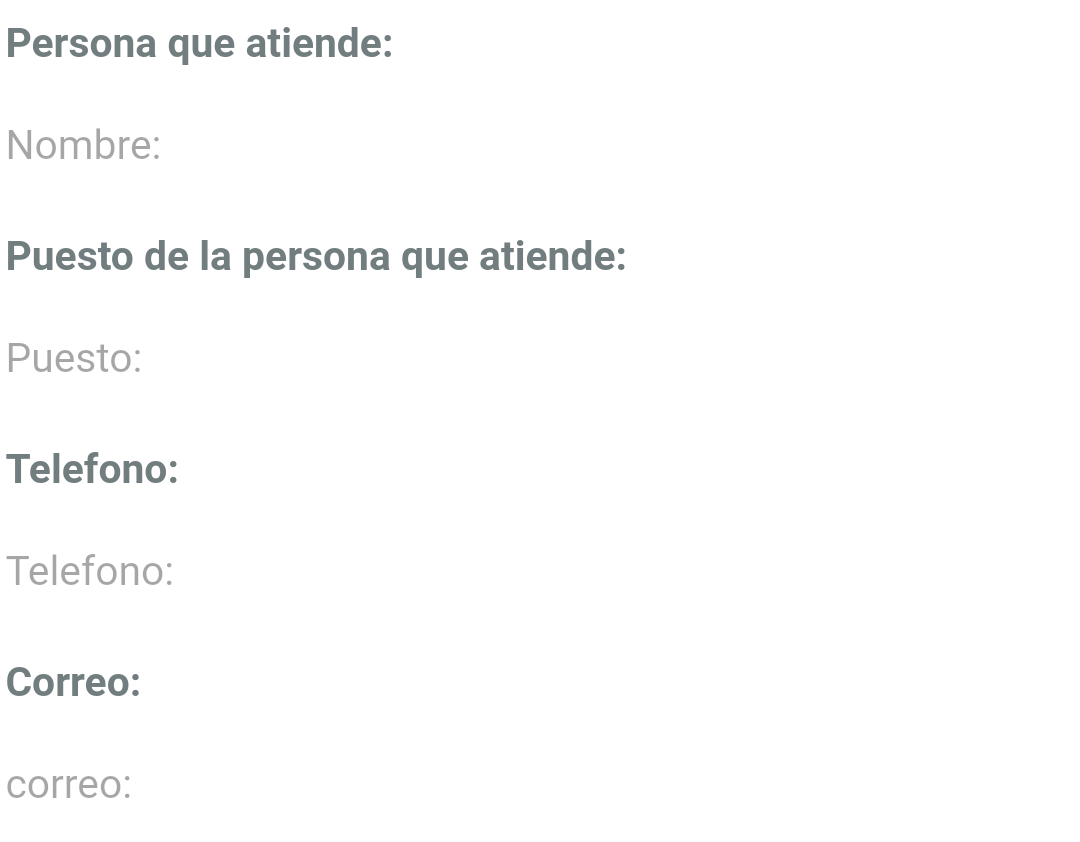 Persona que atiende:
Nombre:
Puesto de la persona que atiende:
Puesto:
Telefono:
Telefono:
Correo:
correo: